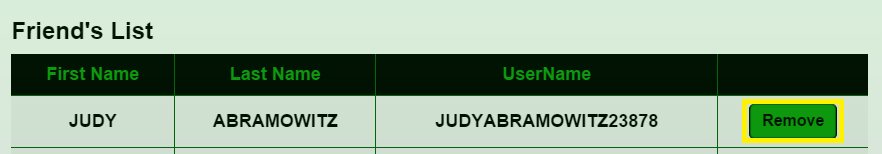 Friend's List
First Name Last Name UserName
JUDY ABRAMOWITZ JUDYABRAMOWITZ23878 Remove